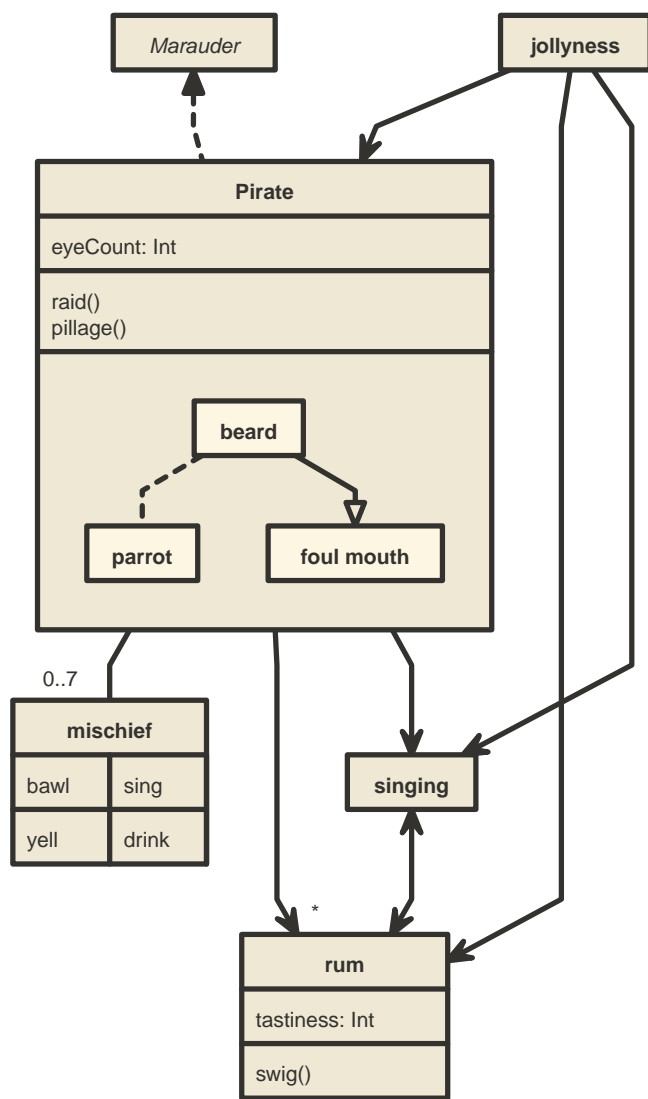 Marauder
jollyness
Pirate
eyeCount: Int
raid()
pillage()
beard
parrot
foul mouth
0..7
mischief
bawl
sing
yell
drink
singing
*
rum
tastiness: Int
swig()